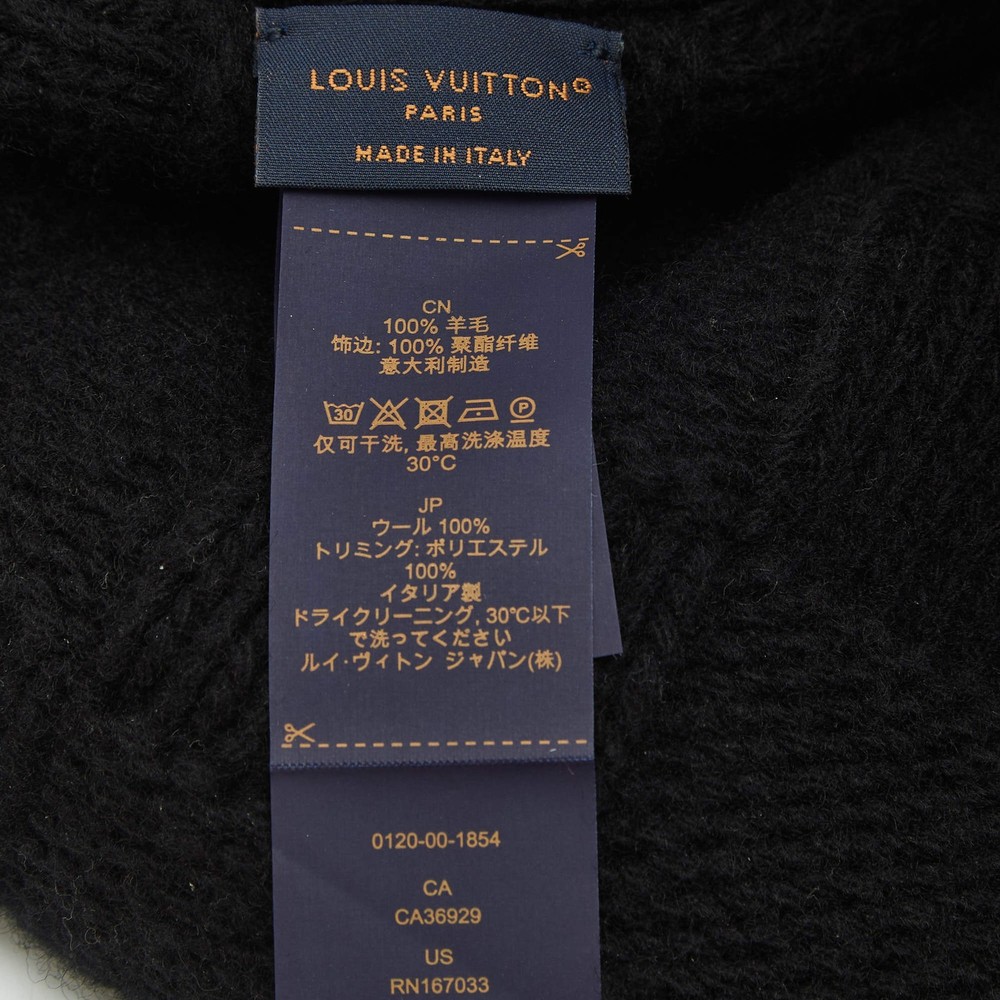 LOUIS VUITTON®
PARIS
MADE IN ITALY
CN
100% 羊毛
饰边: 100% 聚酯纤维
意大利制造
30 P
仅可干洗, 最高洗涤温度
30°C
JP
ウール 100%
トリミング: ポリエステル
100%
イタリア製
ドライクリーニング, 30℃以下
で洗ってください
ルイ・ヴィトン ジャパン(株)
0120-00-1854
CA
CA36929
US
RN167033